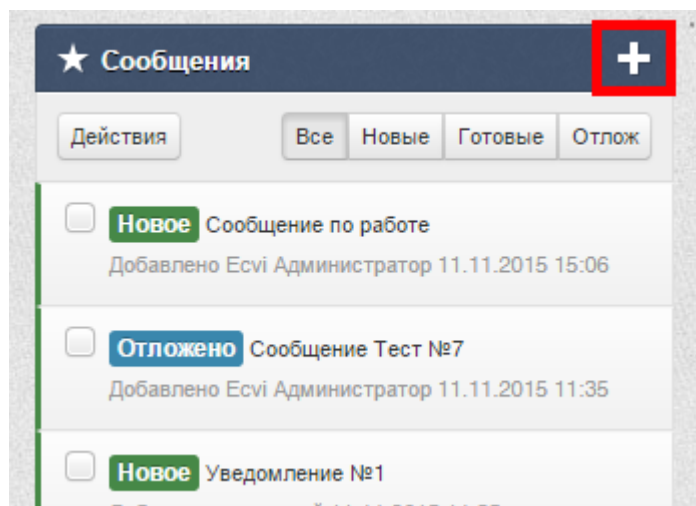 Сообщения
Действия Все Новые Готовые Отлож
Новое Сообщение по работе
Добавлено Ecvi Администратор 11.11.2015 15:06
Отложено Сообщение Тест №7
Добавлено Ecvi Администратор 11.11.2015 11:35
Новое Уведомление №1